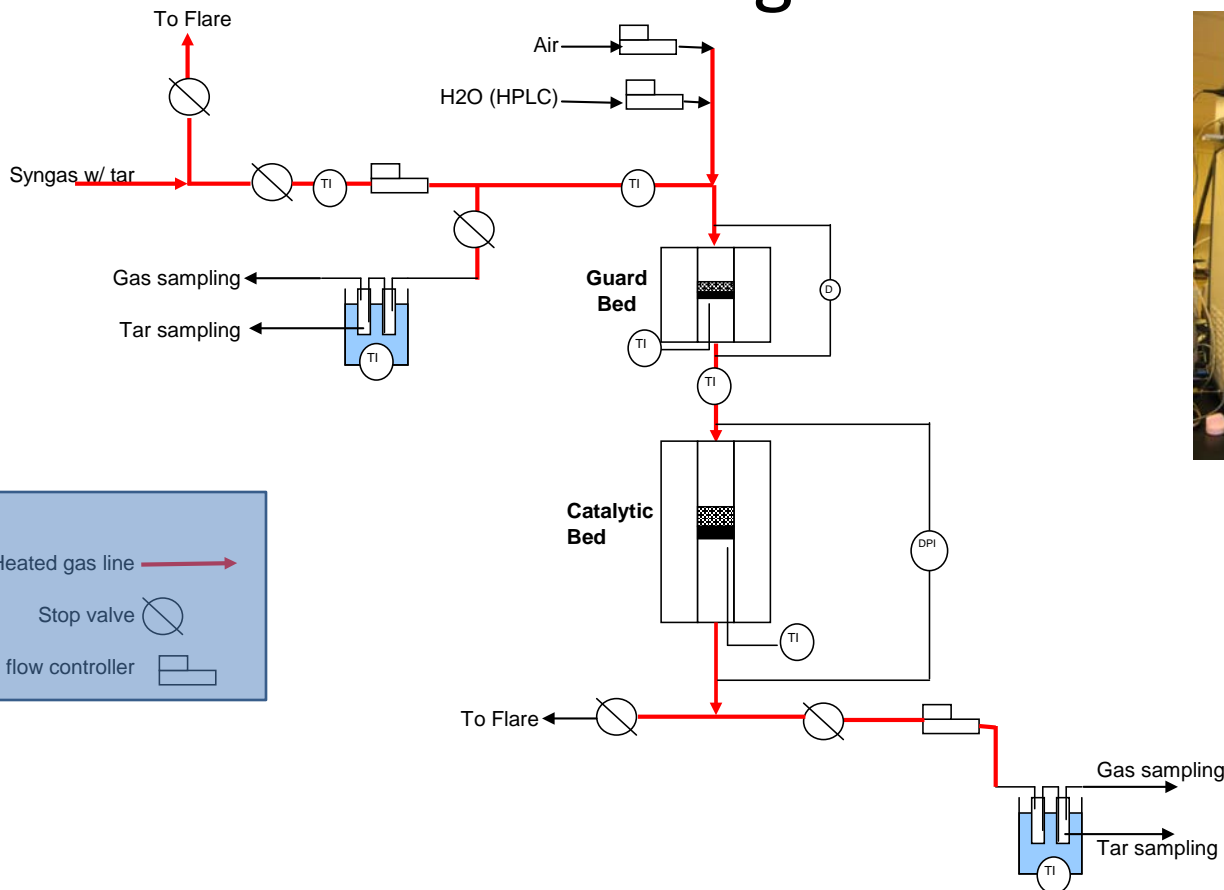 g
To Flare
Air
H2O (HPLC)
Syngas w/ tar
TI
TI
Gas sampling
Tar sampling
TI
Guard
Bed
D
TI
TI
Catalytic
Bed
DPI
TI
Heated gas line
Stop valve
flow controller
To Flare
Gas sampling
Tar sampling
TI